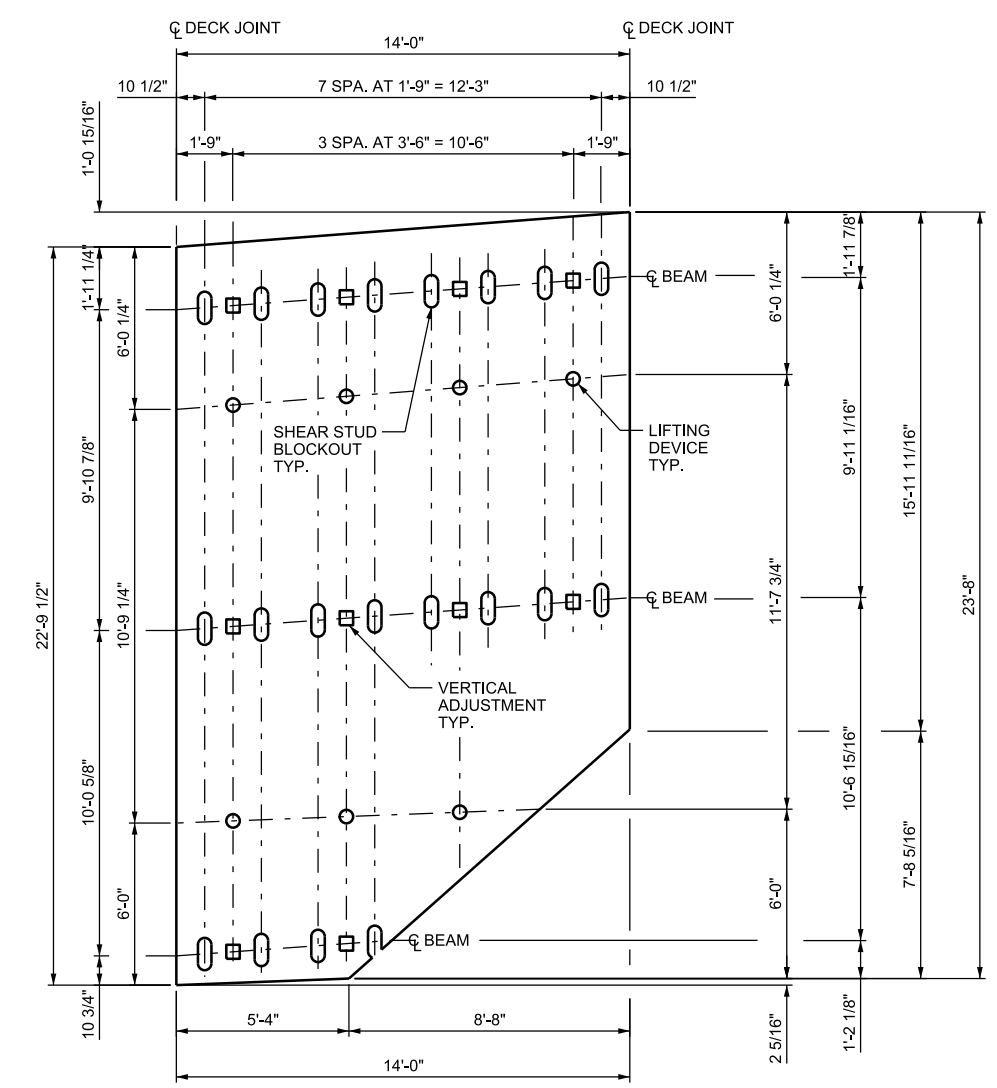 ℄ DECK JOINT
℄ DECK JOINT
14'-0"
10 1/2"
7 SPA. AT 1'-9" = 12'-3"
10 1/2"
1'-9"
3 SPA. AT 3'-6" = 10'-6"
1'-9"
1'-0 15/16"
1'-11 1/4"
6'-0 1/4"
℄ BEAM
6'-0 1/4"
1'-11 7/8'
SHEAR STUD
BLOCKOUT
TYP.
LIFTING
DEVICE
TYP.
9'-10 7/8"
9'-11 1/16"
15'-11 11/16"
22'-9 1/2"
10'-9 1/4"
℄ BEAM
11'-7 3/4"
23'-8"
VERTICAL
ADJUSTMENT
TYP.
10'-0 5/8"
10'-6 15/16"
6'-0"
6'-0"
7'-8 5/16"
℄ BEAM
10 3/4"
5'-4"
8'-8"
2 5/16"
1'-2 1/8"
14'-0"